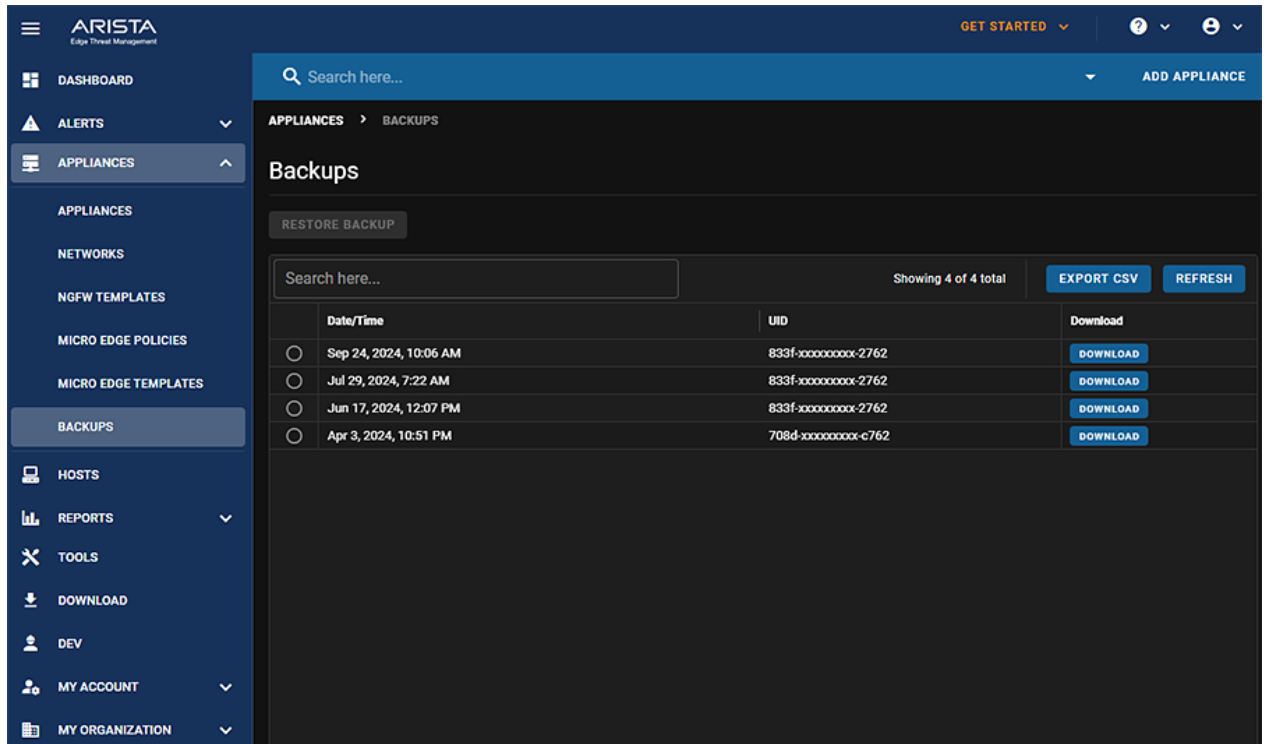 ARISTA
Edge Threat Management
GET STARTED
DASHBOARD
Search here...
ADD APPLIANCE
ALERTS
APPLIANCES > BACKUPS
APPLIANCES
Backups
APPLIANCES
RESTORE BACKUP
NETWORKS
Search here...
Showing 4 of 4 total
EXPORT CSV
REFRESH
NGFW TEMPLATES
Date/Time UID Download
MICRO EDGE POLICIES
Sep 24, 2024, 10:06 AM 833f-xxxxxxxxx-2762 DOWNLOAD
Jul 29, 2024, 7:22 AM 833f-xxxxxxxxx-2762 DOWNLOAD
MICRO EDGE TEMPLATES
Jun 17, 2024, 12:07 PM 833f-xxxxxxxxx-2762 DOWNLOAD
BACKUPS
Apr 3, 2024, 10:51 PM 708d-xxxxxxxxx-c762 DOWNLOAD
HOSTS
REPORTS
TOOLS
DOWNLOAD
DEV
MY ACCOUNT
MY ORGANIZATION